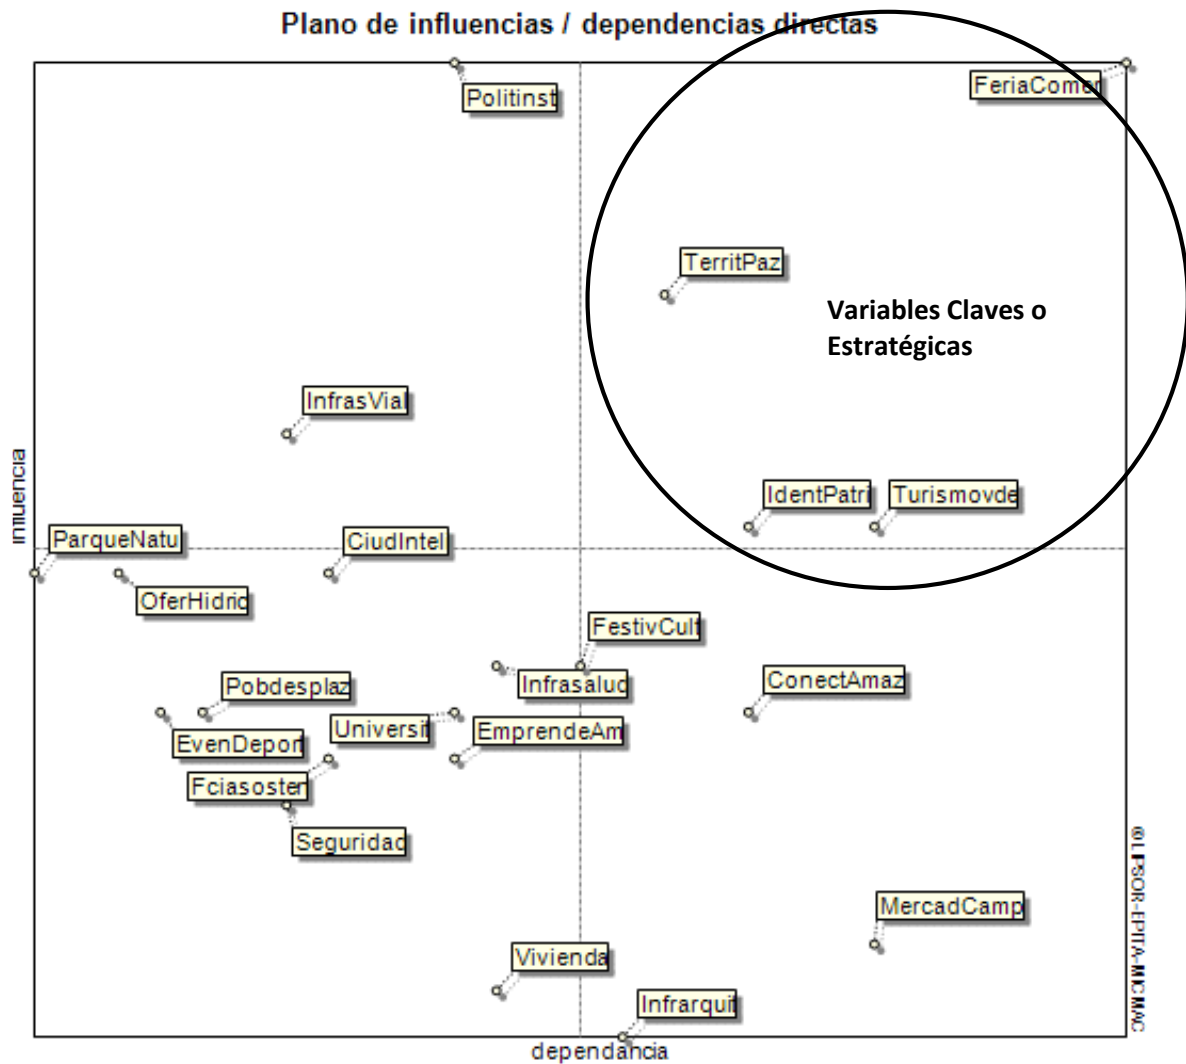 Plano de influencias / dependencias directas
Politinst
FeriaComer
TerritPaz
Variables Claves o
Estratégicas
InfrasVial
influencia
IdentPatri
Turismovde
ParqueNatu
CiudIntel
OferHidric
FestivCult
Infrasalud
ConectAmaz
Pobdesplaz
Universit
EmprendeAm
EvenDeport
Fciasosten
Seguridad
MercadCamp
Vivienda
Infrarquit
dependancia
© LIPSOR-EPITA-MICMAC